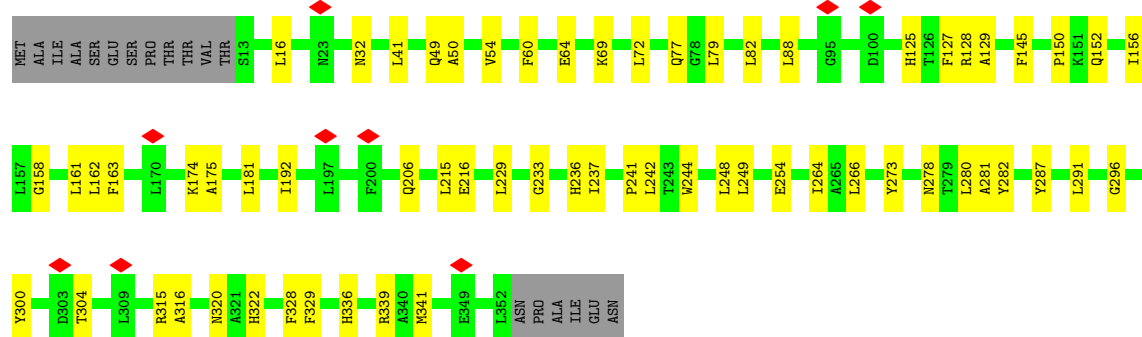 MET ALA ILE ALA SER GLU SER PRO THR THR VAL THR S13 L16 N23 N32 L41 Q49 A50 V54 F60 E64 K69 L72 Q77 G78 L79 L82 L88 G95 D100 H125 T126 F127 R128 A129 F145 P150 K151 Q152 I156
L157 G158 L161 L162 F163 L170 K174 A175 L181 I192 L197 F200 Q206 L215 E216 L229 G233 H236 I237 P241 L242 T243 W244 L248 L249 E254 I264 A265 L266 Y273 N278 T279 L280 A281 Y282 Y287 L291 G296
Y300 D303 T304 L309 R315 A316 N320 A321 H322 F328 F329 H336 R339 A340 M341 E349 L352 ASN PRO ALA ILE GLU ASN